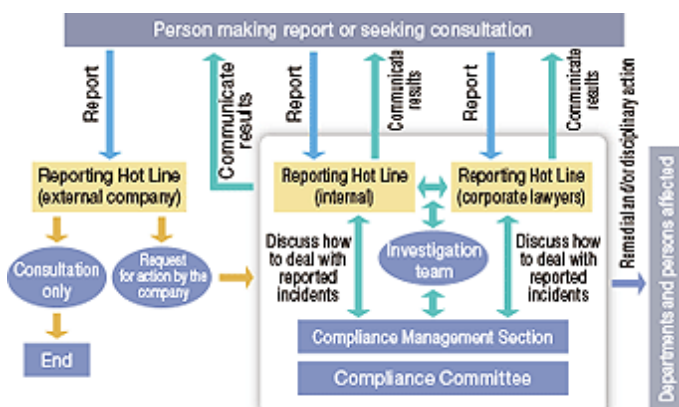 Person making report or seeking consultation
Report
Communicate
results
Report
Communicate
results
Report
Communicate
results
Reporting Hot Line
(external company)
Reporting Hot Line
(internal)
Reporting Hot Line
(corporate lawyers)
Consultation
only
Request
for action by the
company
Discuss how
to deal with
reported
incidents
Investigation
team
Discuss how
to deal with
reported
incidents
Remedial and/or disciplinary action
Departments and persons affected
End
Compliance Management Section
Compliance Committee